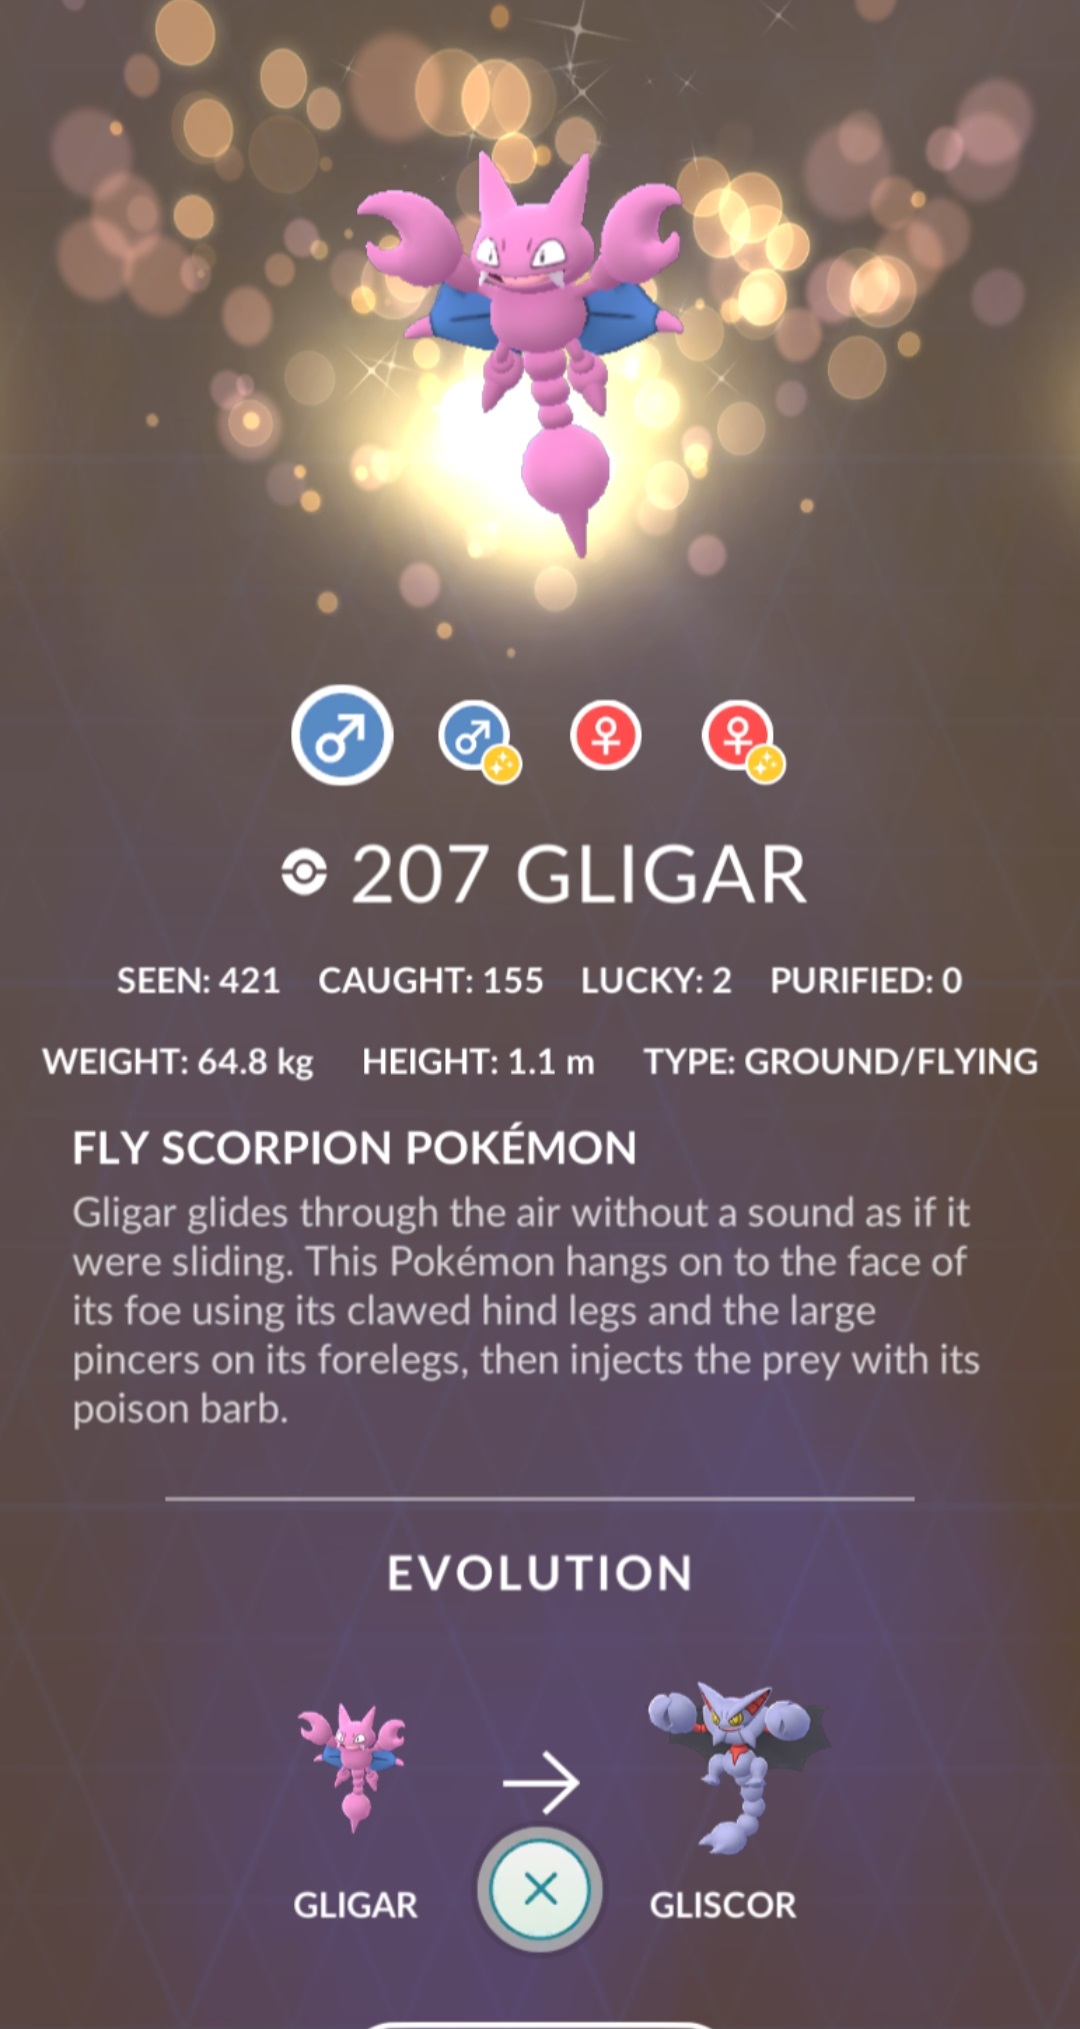 207 GLIGAR
SEEN: 421 CAUGHT: 155 LUCKY: 2 PURIFIED: 0
WEIGHT: 64.8 kg HEIGHT: 1.1 m TYPE: GROUND/FLYING
FLY SCORPION POKÉMON
Gligar glides through the air without a sound as if it
were sliding. This Pokémon hangs on to the face of
its foe using its clawed hind legs and the large
pincers on its forelegs, then injects the prey with its
poison barb.
EVOLUTION
GLIGAR GLISCOR